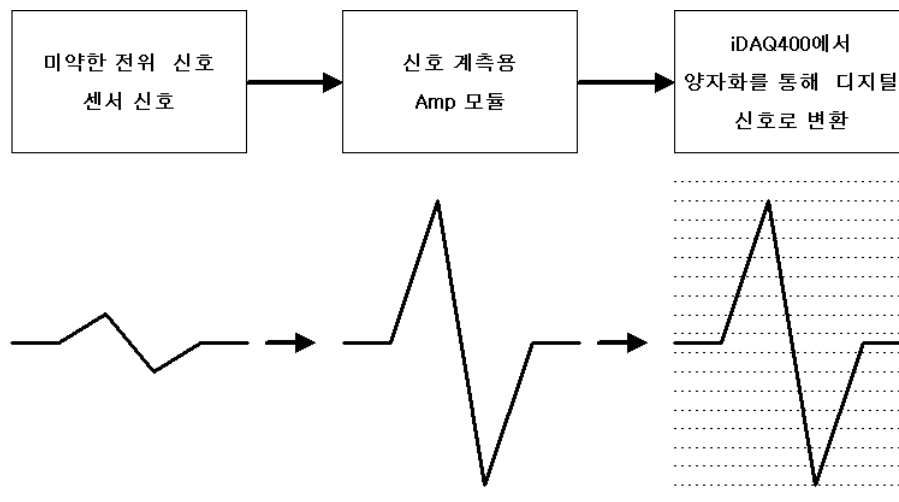 미약한 전위 신호
센서 신호
신호 계측용
Amp 모듈
iDAQ400에서
양자화를 통해 디지털
신호로 변환